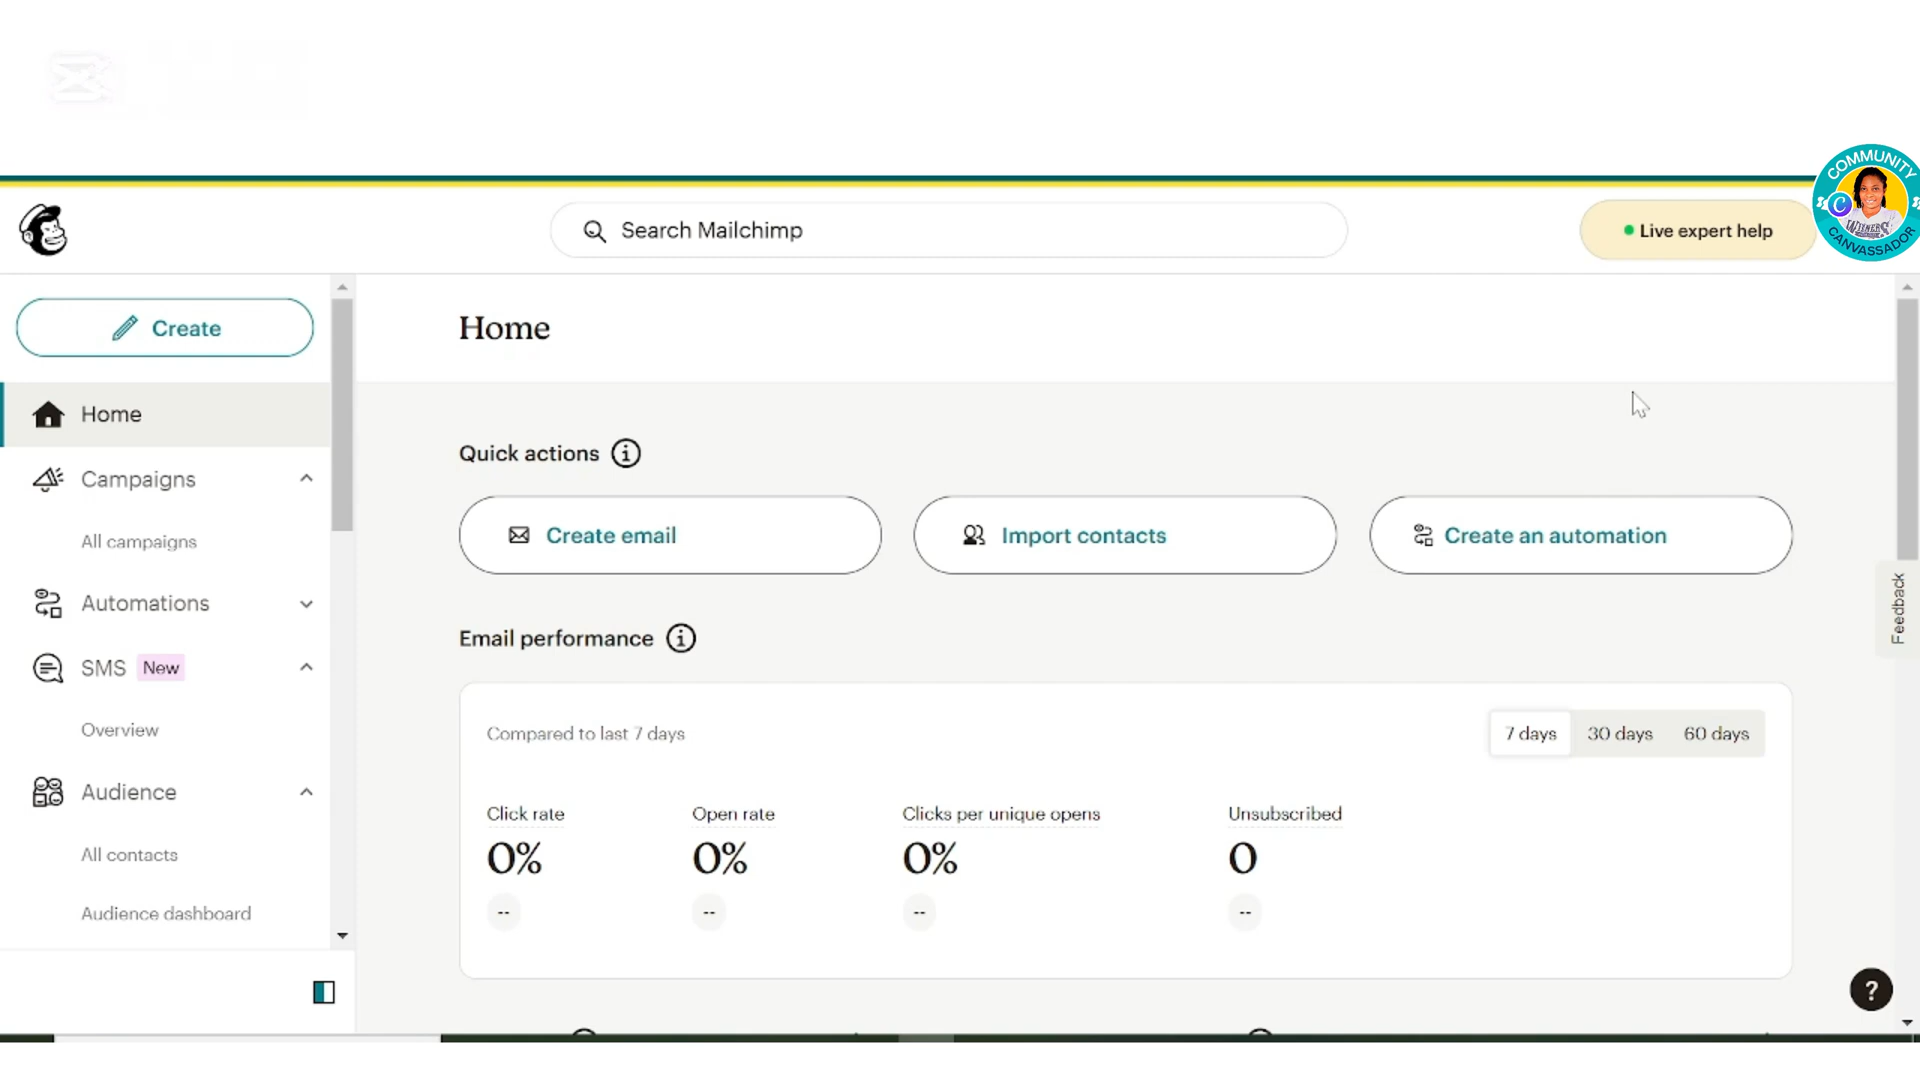 COMMUNITY
CANVASSADOR
Search Mailchimp
Live expert help
Create
Home
Home
Campaigns
All campaigns
Automations
SMS New
Overview
Audience
All contacts
Audience dashboard
Quick actions
Create email
Import contacts
Create an automation
Email performance
Compared to last 7 days
7 days 30 days 60 days
Click rate Open rate Clicks per unique opens Unsubscribed
0% 0% 0% 0
-- -- -- --
Feedback
?